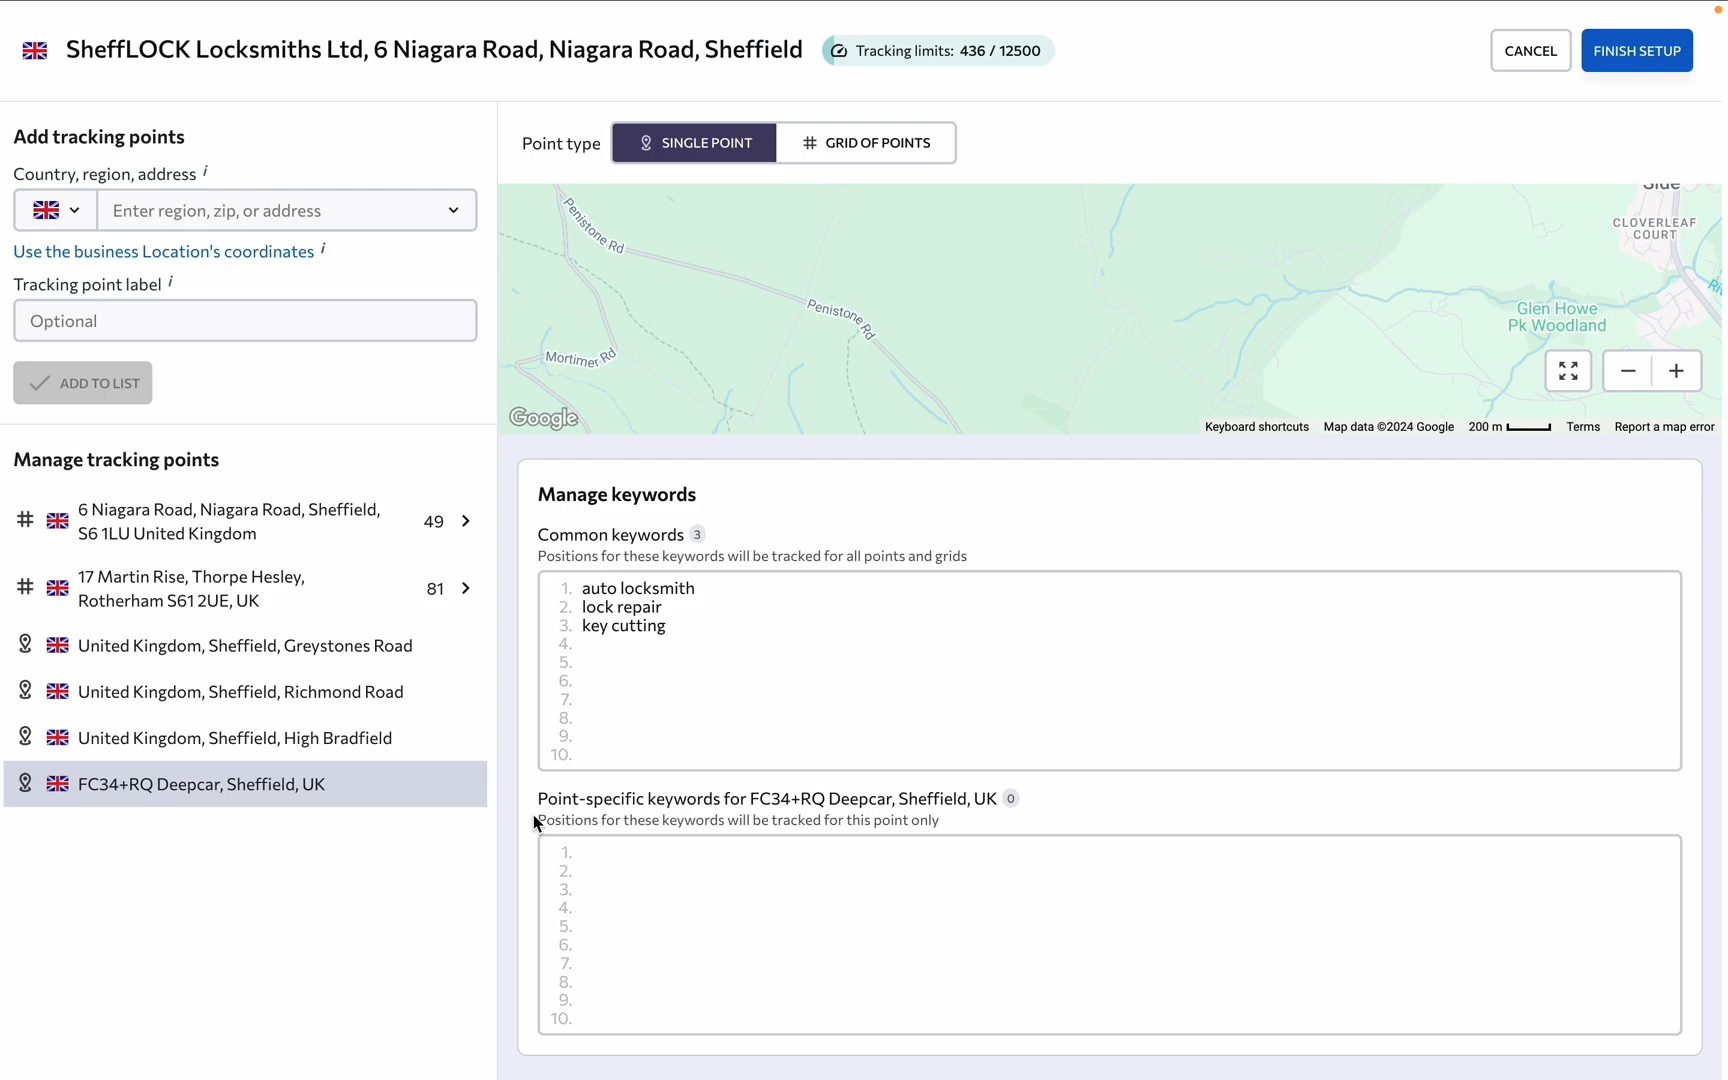 SheffLOCK Locksmiths Ltd, 6 Niagara Road, Niagara Road, Sheffield
Tracking limits: 436 / 12500
CANCEL
FINISH SETUP
Add tracking points
Country, region, address i
Enter region, zip, or address
Use the business Location's coordinates i
Tracking point label i
Optional
ADD TO LIST
Manage tracking points
6 Niagara Road, Niagara Road, Sheffield,
S6 1LU United Kingdom
49
17 Martin Rise, Thorpe Hesley,
Rotherham S61 2UE, UK
81
United Kingdom, Sheffield, Greystones Road
United Kingdom, Sheffield, Richmond Road
United Kingdom, Sheffield, High Bradfield
FC34+RQ Deepcar, Sheffield, UK
Point type
SINGLE POINT
GRID OF POINTS
Penistone Rd
Penistone Rd
Mortimer Rd
Side
CLOVERLEAF
COURT
Glen Howe
Pk Woodland
Google
Keyboard shortcuts
Map data ©2024 Google
200 m
Terms
Report a map error
Manage keywords
Common keywords 3
Positions for these keywords will be tracked for all points and grids
1. auto locksmith
2. lock repair
3. key cutting
4.
5.
6.
7.
8.
9.
10.
Point-specific keywords for FC34+RQ Deepcar, Sheffield, UK 0
Positions for these keywords will be tracked for this point only
1.
2.
3.
4.
5.
6.
7.
8.
9.
10.